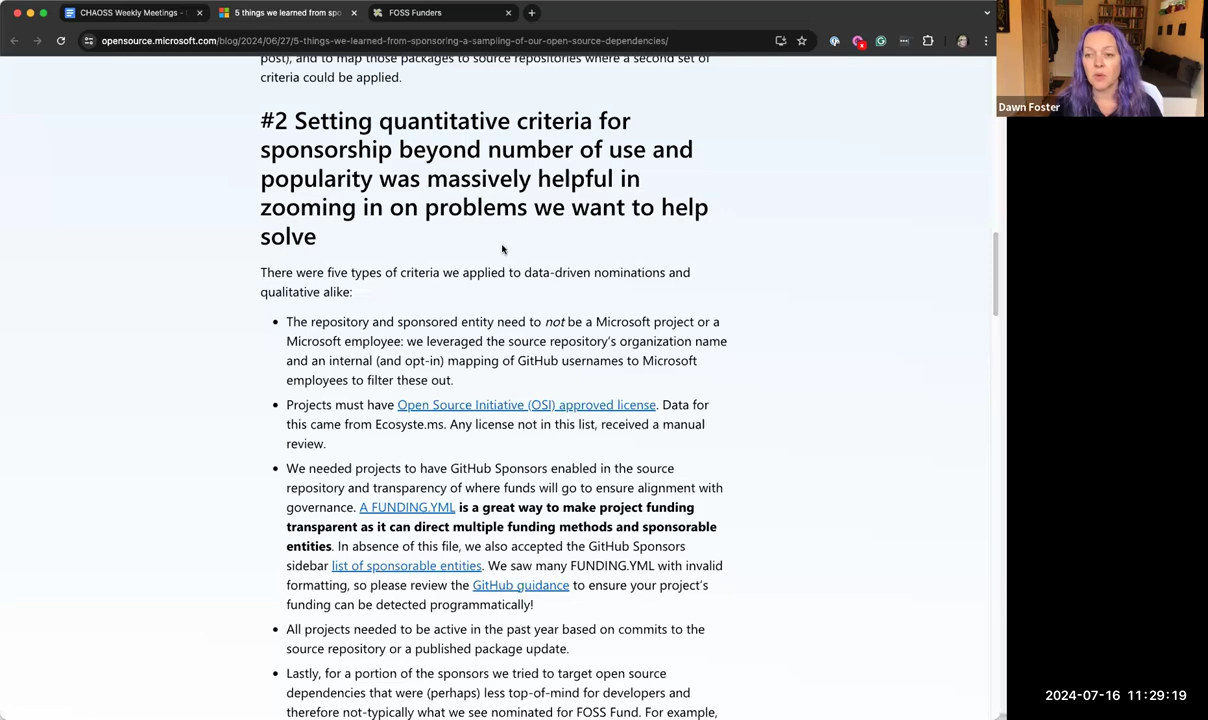 CHAOSS Weekly Meetings -
5 things we learned from spo
FOSS Funders
opensource.microsoft.com/blog/2024/06/27/5-things-we-learned-from-sponsoring-a-sampling-of-our-open-source-dependencies/
Dawn Foster
post), and to map those packages to source repositories where a second set of
criteria could be applied.
#2 Setting quantitative criteria for
sponsorship beyond number of use and
popularity was massively helpful in
zooming in on problems we want to help
solve
There were five types of criteria we applied to data-driven nominations and
qualitative alike:
• The repository and sponsored entity need to not be a Microsoft project or a
Microsoft employee: we leveraged the source repository's organization name
and an internal (and opt-in) mapping of GitHub usernames to Microsoft
employees to filter these out.
• Projects must have Open Source Initiative (OSI) approved license. Data for
this came from Ecosyste.ms. Any license not in this list, received a manual
review.
• We needed projects to have GitHub Sponsors enabled in the source
repository and transparency of where funds will go to ensure alignment with
governance. A FUNDING.YML is a great way to make project funding
transparent as it can direct multiple funding methods and sponsorable
entities. In absence of this file, we also accepted the GitHub Sponsors
sidebar list of sponsorable entities. We saw many FUNDING.YML with invalid
formatting, so please review the GitHub guidance to ensure your project's
funding can be detected programmatically!
• All projects needed to be active in the past year based on commits to the
source repository or a published package update.
• Lastly, for a portion of the sponsors we tried to target open source
dependencies that were (perhaps) less top-of-mind for developers and
therefore not-typically what we see nominated for FOSS Fund. For example,
2024-07-16 11:29:19